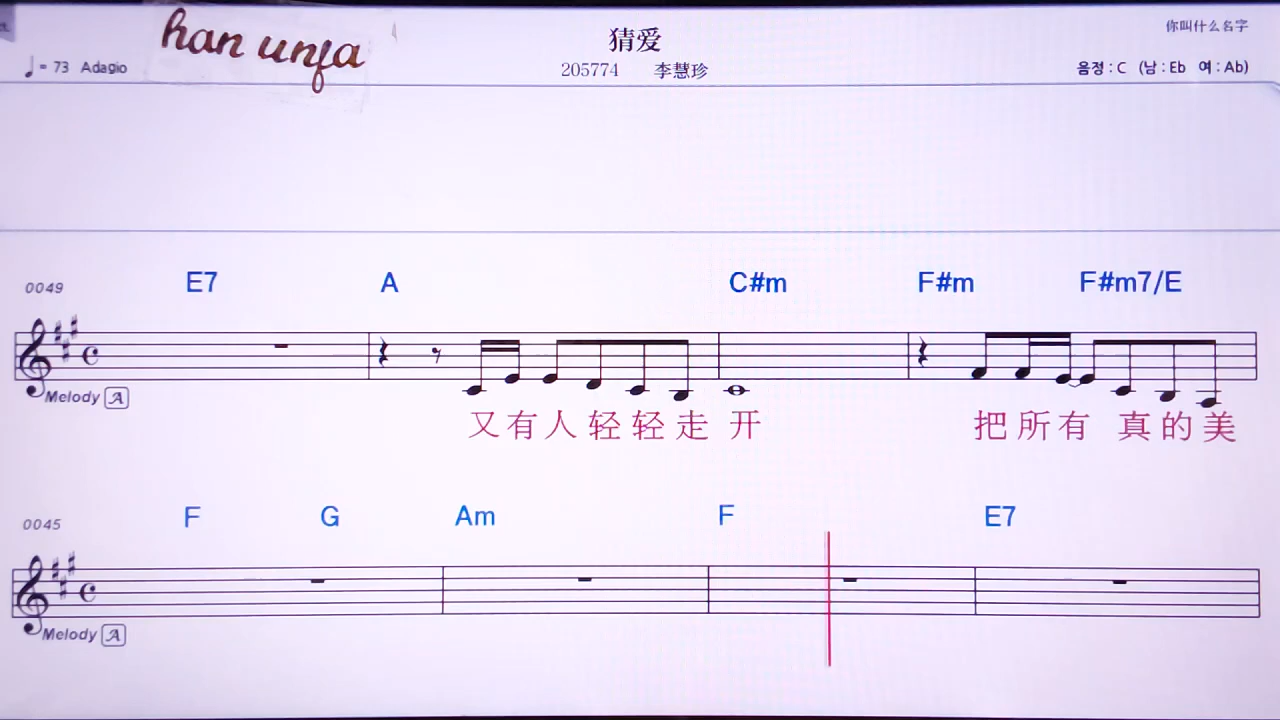 han unfa
猜爱
你叫什么名字
♩ = 73 Adagio
205774 李慧珍
음정 : C (남 : Eb 여 : Ab)
0049 E7 A C#m F#m F#m7/E
Melody A
又有人轻轻走开 把所有 真的美
0045 F G Am F E7
Melody A